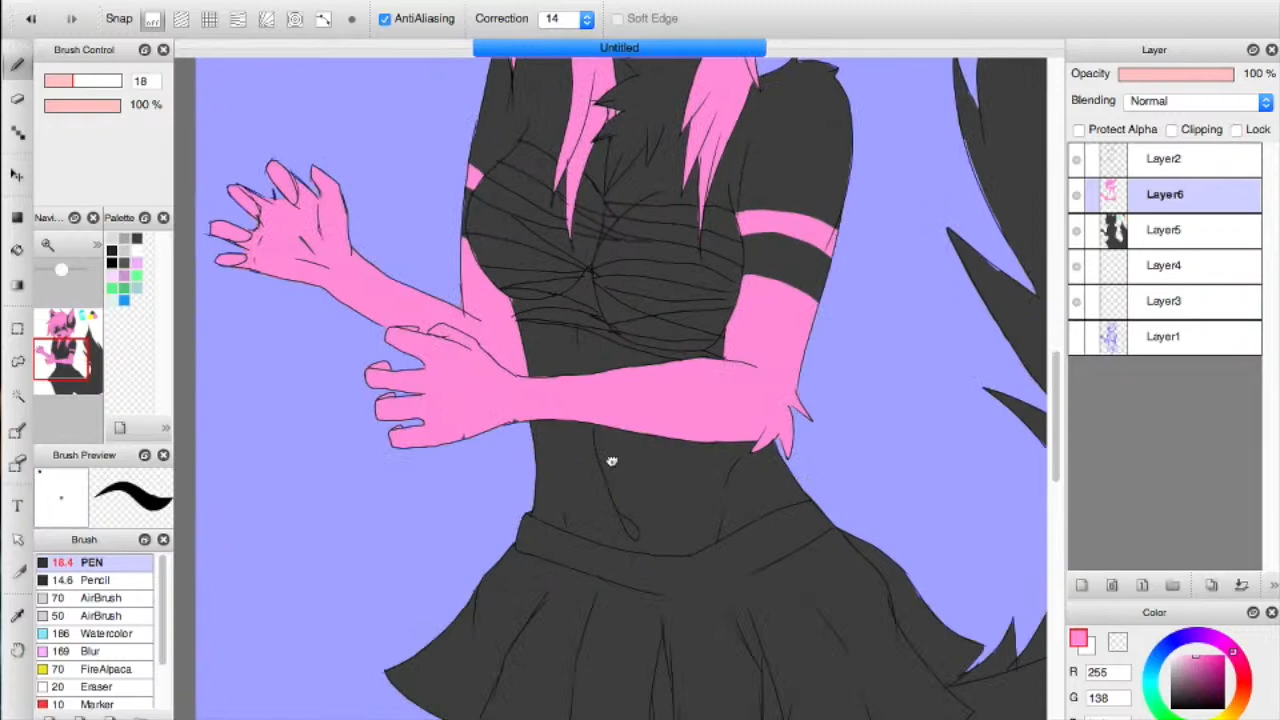 Snap off AntiAliasing Correction 14 Soft Edge
Untitled
Brush Control
18
100 %
Navi... Palette
Brush Preview
Brush
18.4 PEN
14.6 Pencil
70 AirBrush
50 AirBrush
186 Watercolor
169 Blur
70 FireAlpaca
20 Eraser
10 Marker
Layer
Opacity 100 %
Blending Normal
Protect Alpha Clipping Lock
Layer2
Layer6
Layer5
Layer4
Layer3
Layer1
Color
R 255
G 138